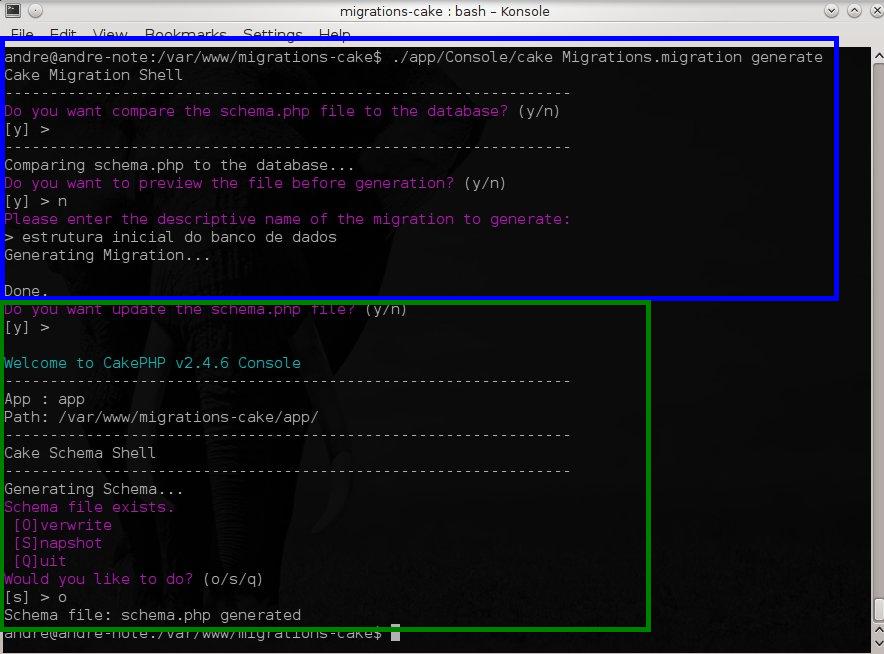 migrations-cake : bash – Konsole
File Edit View Bookmarks Settings Help
andre@andre-note:/var/www/migrations-cake$ ./app/Console/cake Migrations.migration generate
Cake Migration Shell
---------------------------------------------------------------
Do you want compare the schema.php file to the database? (y/n)
[y] >
---------------------------------------------------------------
Comparing schema.php to the database...
Do you want to preview the file before generation? (y/n)
[y] > n
Please enter the descriptive name of the migration to generate:
> estrutura inicial do banco de dados
Generating Migration...
Done.
Do you want update the schema.php file? (y/n)
[y] >
Welcome to CakePHP v2.4.6 Console
---------------------------------------------------------------
App : app
Path: /var/www/migrations-cake/app/
---------------------------------------------------------------
Cake Schema Shell
---------------------------------------------------------------
Generating Schema...
Schema file exists.
[O]verwrite
[S]napshot
[Q]uit
Would you like to do? (o/s/q)
[s] > o
Schema file: schema.php generated
andre@andre-note:/var/www/migrations-cake$